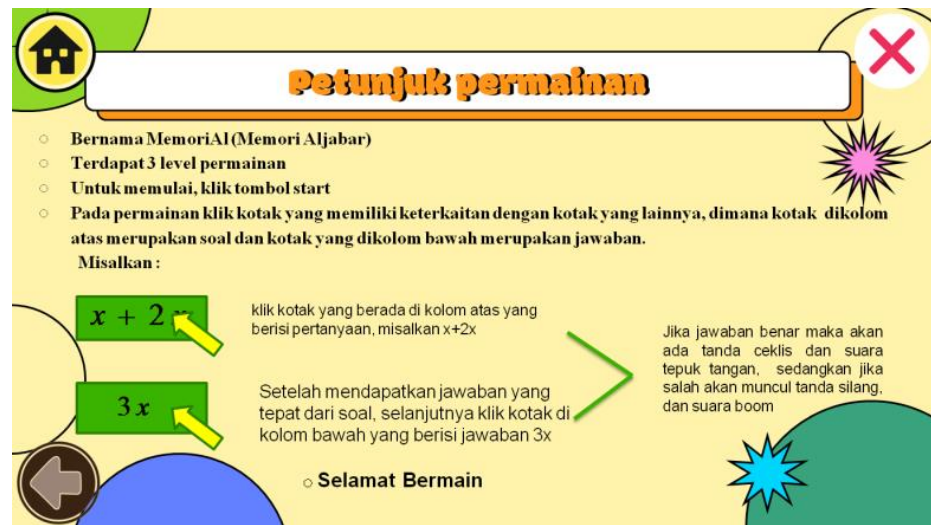 Petunjuk permainan
Bernama MemoriAl (Memori Aljabar)
Terdapat 3 level permainan
Untuk memulai, klik tombol start
Pada permainan klik kotak yang memiliki keterkaitan dengan kotak yang lainnya, dimana kotak dikolom
atas merupakan soal dan kotak yang dikolom bawah merupakan jawaban.
Misalkan :
x + 2x
klik kotak yang berada di kolom atas yang
berisi pertanyaan, misalkan x+2x
3x
Setelah mendapatkan jawaban yang
tepat dari soal, selanjutnya klik kotak di
kolom bawah yang berisi jawaban 3x
Jika jawaban benar maka akan
ada tanda ceklis dan suara
tepuk tangan, sedangkan jika
salah akan muncul tanda silang,
dan suara boom
Selamat Bermain